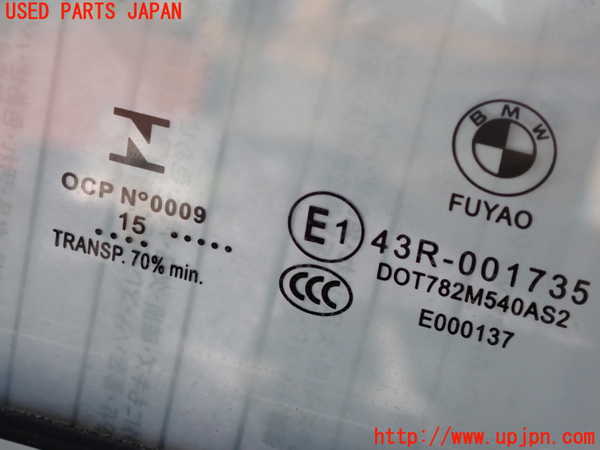 USED PARTS JAPAN
OCP Nº0009
15
TRANSP. 70% min.
BMW
FUYAO
E1
43R-001735
CCC
DOT782M540AS2
E000137
http://www.upjpn.com/